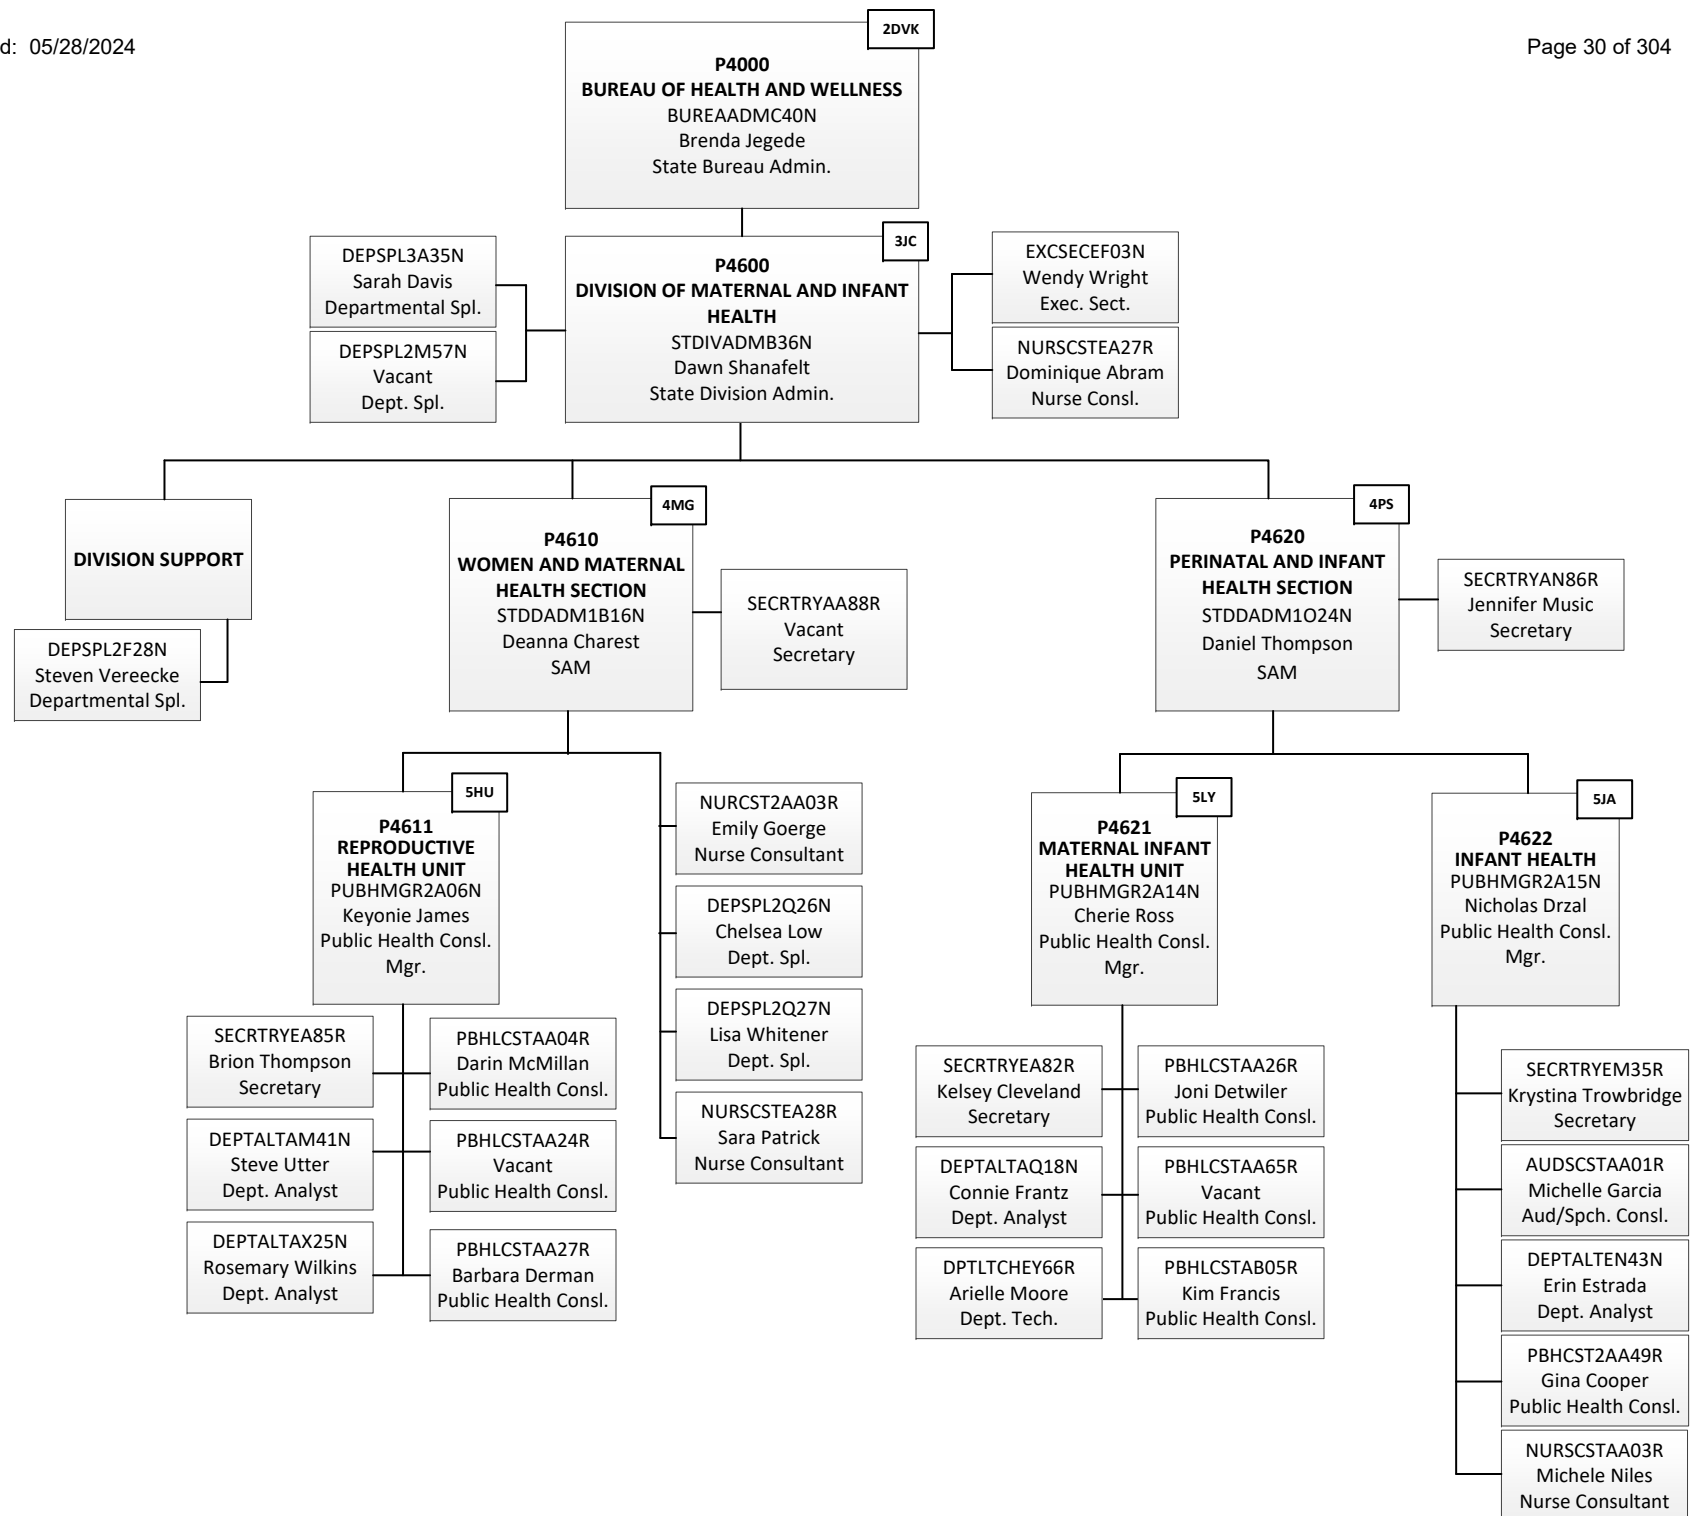 d: 05/28/2024
Page 30 of 304
2DVK
P4000
BUREAU OF HEALTH AND WELLNESS
BUREAADMC40N
Brenda Jegede
State Bureau Admin.
3JC
P4600
DIVISION OF MATERNAL AND INFANT
HEALTH
STDIVADMB36N
Dawn Shanafelt
State Division Admin.
DEPSPL3A35N
Sarah Davis
Departmental Spl.
DEPSPL2M57N
Vacant
Dept. Spl.
EXCSECEF03N
Wendy Wright
Exec. Sect.
NURSCSTEA27R
Dominique Abram
Nurse Consl.
DIVISION SUPPORT
DEPSPL2F28N
Steven Vereecke
Departmental Spl.
4MG
P4610
WOMEN AND MATERNAL
HEALTH SECTION
STDDADM1B16N
Deanna Charest
SAM
SECRTRYAA88R
Vacant
Secretary
4PS
P4620
PERINATAL AND INFANT
HEALTH SECTION
STDDADM1O24N
Daniel Thompson
SAM
SECRTRYAN86R
Jennifer Music
Secretary
5HU
P4611
REPRODUCTIVE
HEALTH UNIT
PUBHMGR2A06N
Keyonie James
Public Health Consl.
Mgr.
SECRTRYEA85R
Brion Thompson
Secretary
PBHLCSTAA04R
Darin McMillan
Public Health Consl.
DEPTALTAM41N
Steve Utter
Dept. Analyst
PBHLCSTAA24R
Vacant
Public Health Consl.
DEPTALTAX25N
Rosemary Wilkins
Dept. Analyst
PBHLCSTAA27R
Barbara Derman
Public Health Consl.
NURCST2AA03R
Emily Goerge
Nurse Consultant
DEPSPL2Q26N
Chelsea Low
Dept. Spl.
DEPSPL2Q27N
Lisa Whitener
Dept. Spl.
NURSCSTEA28R
Sara Patrick
Nurse Consultant
5LY
P4621
MATERNAL INFANT
HEALTH UNIT
PUBHMGR2A14N
Cherie Ross
Public Health Consl.
Mgr.
SECRTRYEA82R
Kelsey Cleveland
Secretary
PBHLCSTAA26R
Joni Detwiler
Public Health Consl.
DEPTALTAQ18N
Connie Frantz
Dept. Analyst
PBHLCSTAA65R
Vacant
Public Health Consl.
DPTLTCHEY66R
Arielle Moore
Dept. Tech.
PBHLCSTAB05R
Kim Francis
Public Health Consl.
5JA
P4622
INFANT HEALTH
PUBHMGR2A15N
Nicholas Drzal
Public Health Consl.
Mgr.
SECRTRYEM35R
Krystina Trowbridge
Secretary
AUDSCSTAA01R
Michelle Garcia
Aud/Spch. Consl.
DEPTALTEN43N
Erin Estrada
Dept. Analyst
PBHCST2AA49R
Gina Cooper
Public Health Consl.
NURSCSTAA03R
Michele Niles
Nurse Consultant